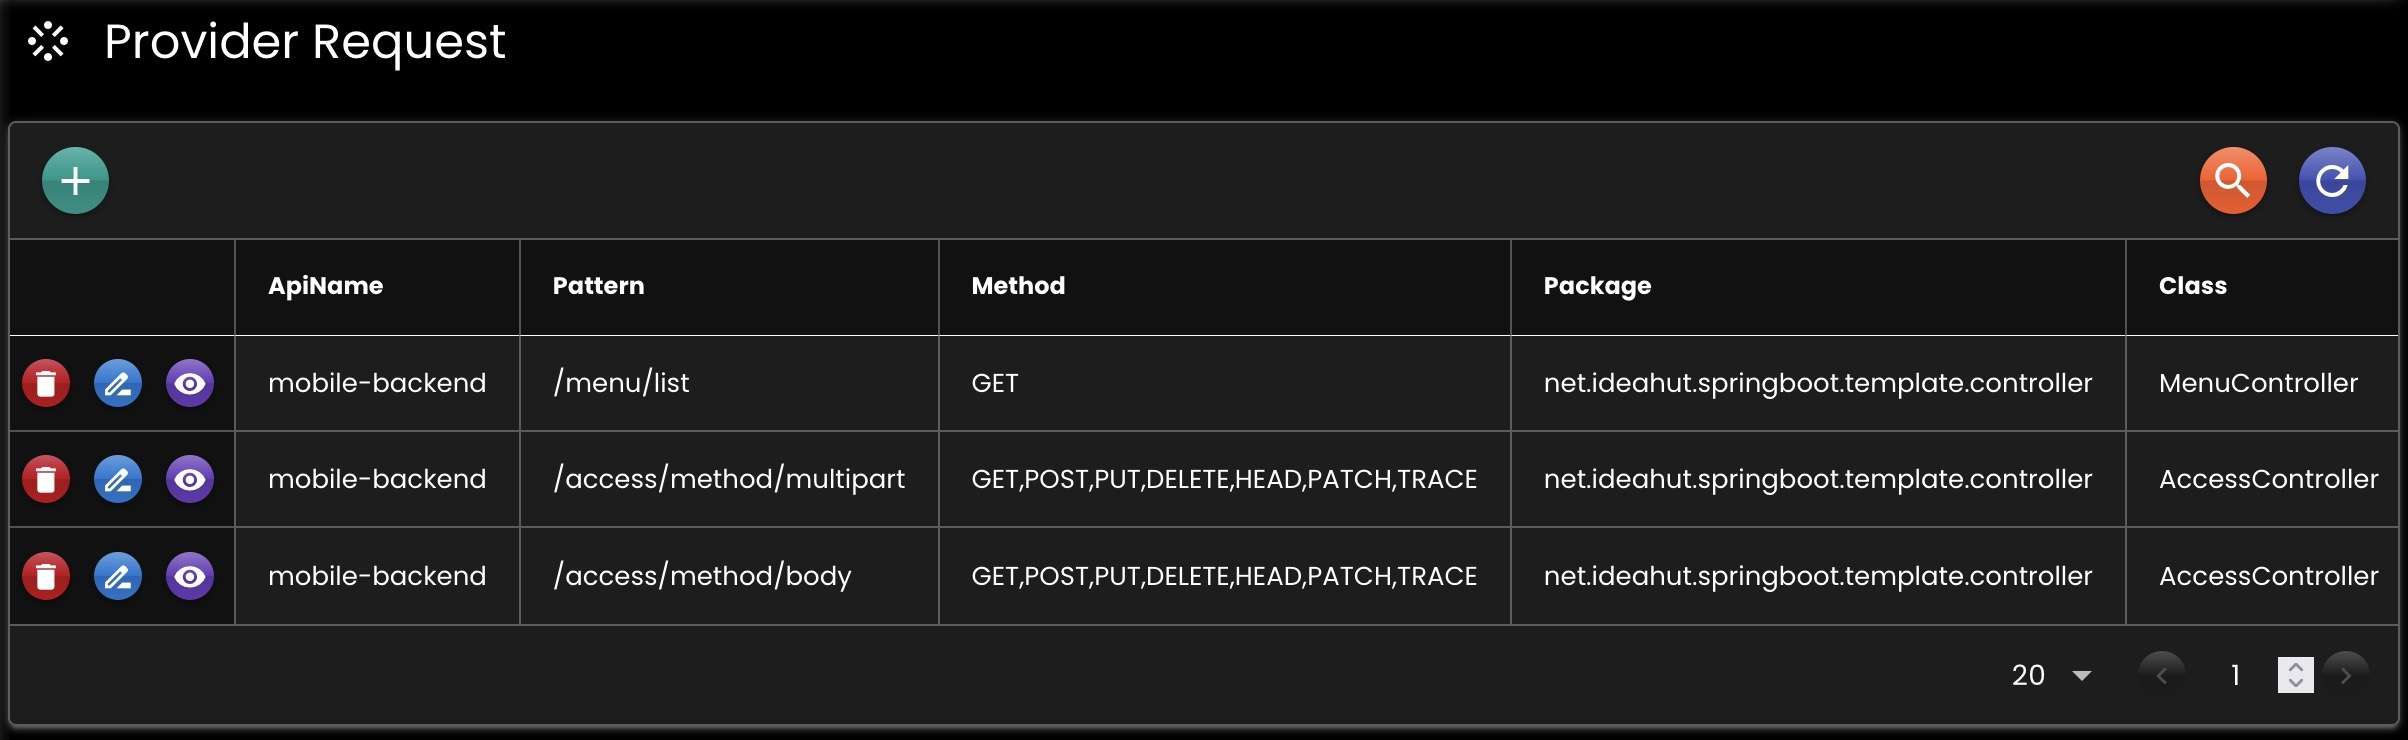 Provider Request
ApiName Pattern Method Package Class
mobile-backend /menu/list GET net.ideahut.springboot.template.controller MenuController
mobile-backend /access/method/multipart GET,POST,PUT,DELETE,HEAD,PATCH,TRACE net.ideahut.springboot.template.controller AccessController
mobile-backend /access/method/body GET,POST,PUT,DELETE,HEAD,PATCH,TRACE net.ideahut.springboot.template.controller AccessController
20 1